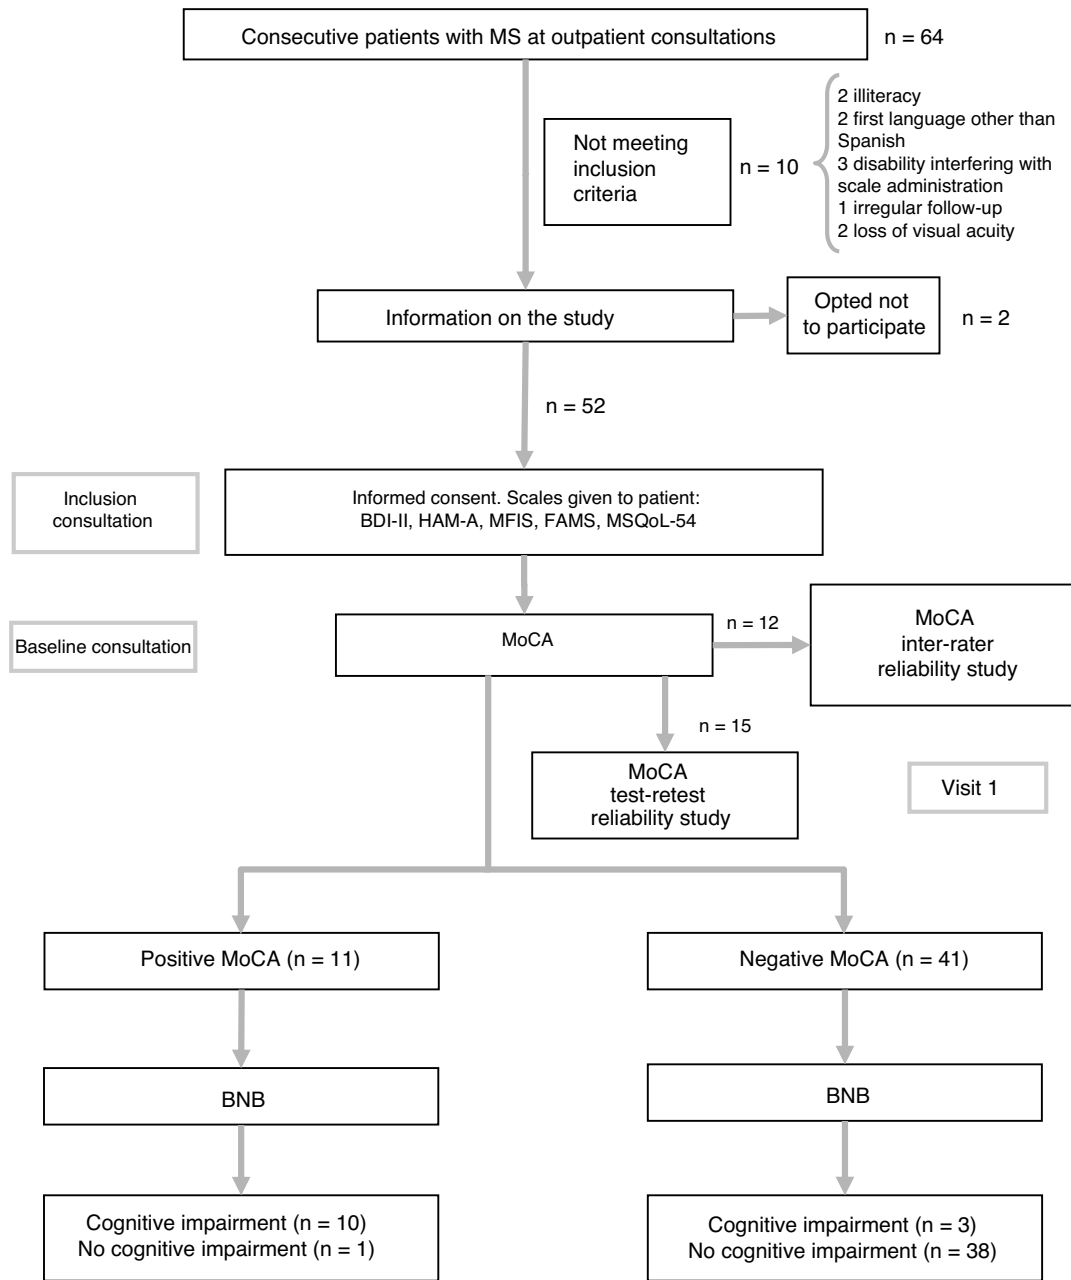 Consecutive patients with MS at outpatient consultations
n = 64
Not meeting
inclusion
criteria
n = 10
2 illiteracy
2 first language other than
Spanish
3 disability interfering with
scale administration
1 irregular follow-up
2 loss of visual acuity
Information on the study
Opted not
to participate
n = 2
n = 52
Inclusion
consultation
Informed consent. Scales given to patient:
BDI-II, HAM-A, MFIS, FAMS, MSQoL-54
Baseline consultation
MoCA
n = 12
MoCA
inter-rater
reliability study
n = 15
MoCA
test-retest
reliability study
Visit 1
Positive MoCA (n = 11)
Negative MoCA (n = 41)
BNB
BNB
Cognitive impairment (n = 10)
No cognitive impairment (n = 1)
Cognitive impairment (n = 3)
No cognitive impairment (n = 38)